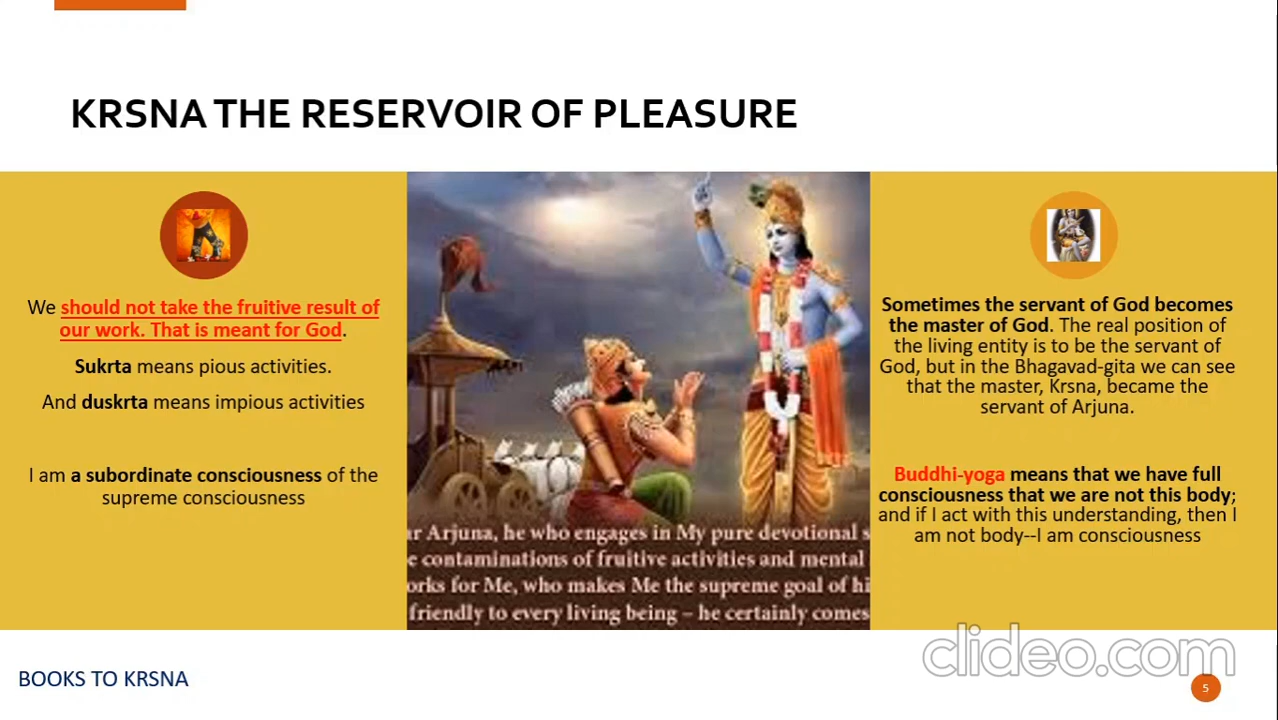 KRSNA THE RESERVOIR OF PLEASURE
We should not take the fruitive result of
our work. That is meant for God.
Sukrta means pious activities.
And duskrta means impious activities
I am a subordinate consciousness of the
supreme consciousness
ar Arjuna, he who engages in My pure devotional s
e contaminations of fruitive activities and mental
orks for Me, who makes Me the supreme goal of hi
friendly to every living being – he certainly comes
Sometimes the servant of God becomes
the master of God. The real position of
the living entity is to be the servant of
God, but in the Bhagavad-gita we can see
that the master, Krsna, became the
servant of Arjuna.
Buddhi-yoga means that we have full
consciousness that we are not this body;
and if I act with this understanding, then I
am not body--I am consciousness
clideo.com
BOOKS TO KRSNA
5